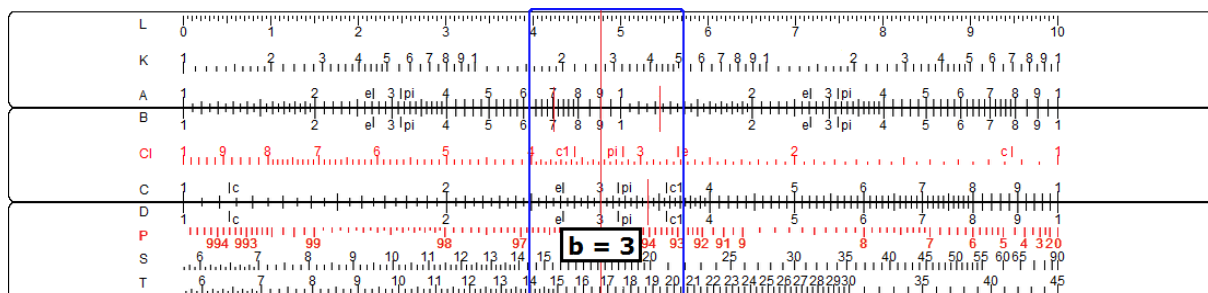 L 0 1 2 3 4 5 6 7 8 9 10
K 1 2 3 4 5 6 7 8 9 1 2 3 4 5 6 7 8 9 1 2 3 4 5 6 7 8 9 1
A 1 2 e 3 pi 4 5 6 7 8 9 1 2 e 3 pi 4 5 6 7 8 9 1
B 1 2 e 3 pi 4 5 6 7 8 9 1 2 e 3 pi 4 5 6 7 8 9 1
CI 1 9 8 7 6 5 4 c1 pi 3 e 2 c 1
C 1 c 2 e 3 pi c1 4 5 6 7 8 9 1
D 1 c 2 e 3 pi c1 4 5 6 7 8 9 1
P 994 993 99 98 97 94 93 92 91 9 8 7 6 5 4 3 2 0
b = 3
S 6 7 8 9 10 11 12 13 14 15 20 25 30 35 40 45 50 55 60 65 90
T 6 7 8 9 10 11 12 13 14 15 16 17 18 19 20 21 22 23 24 25 26 27 28 29 30 35 40 45